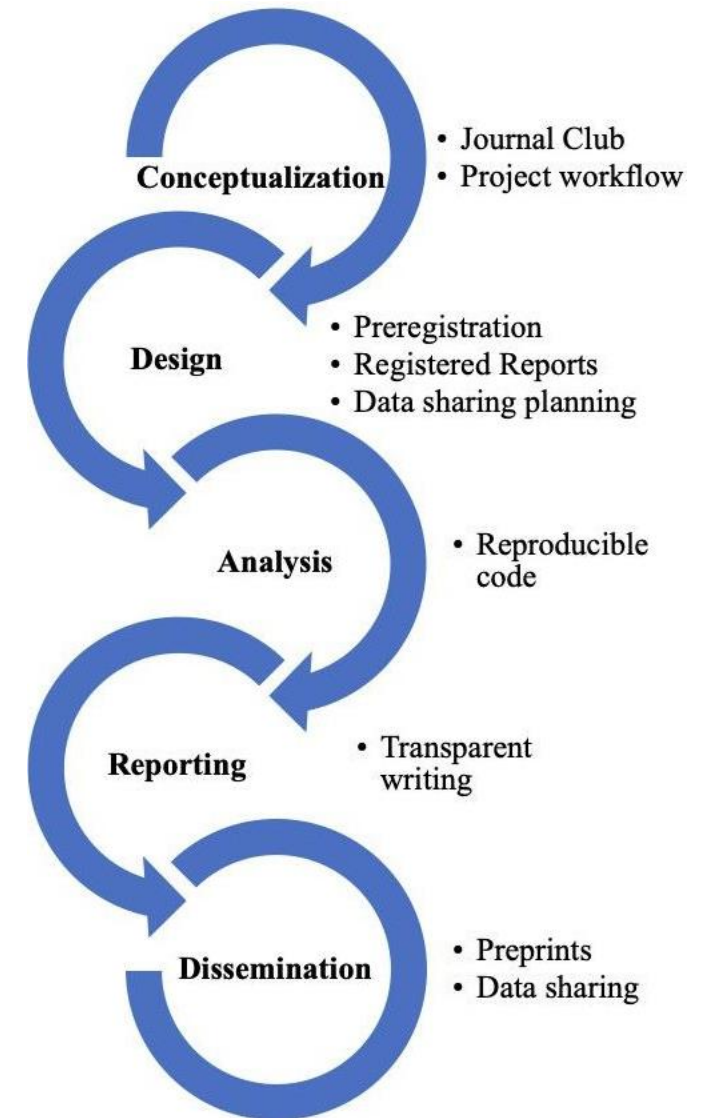 • Journal Club
Conceptualization
• Project workflow
• Preregistration
Design
• Registered Reports
• Data sharing planning
• Reproducible
code
Analysis
• Transparent
writing
Reporting
• Preprints
Dissemination
• Data sharing